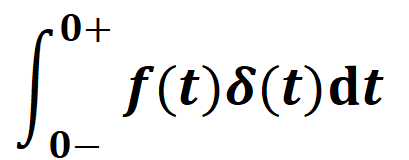 ∫_{0−}^{0+} f(t)δ(t)dt